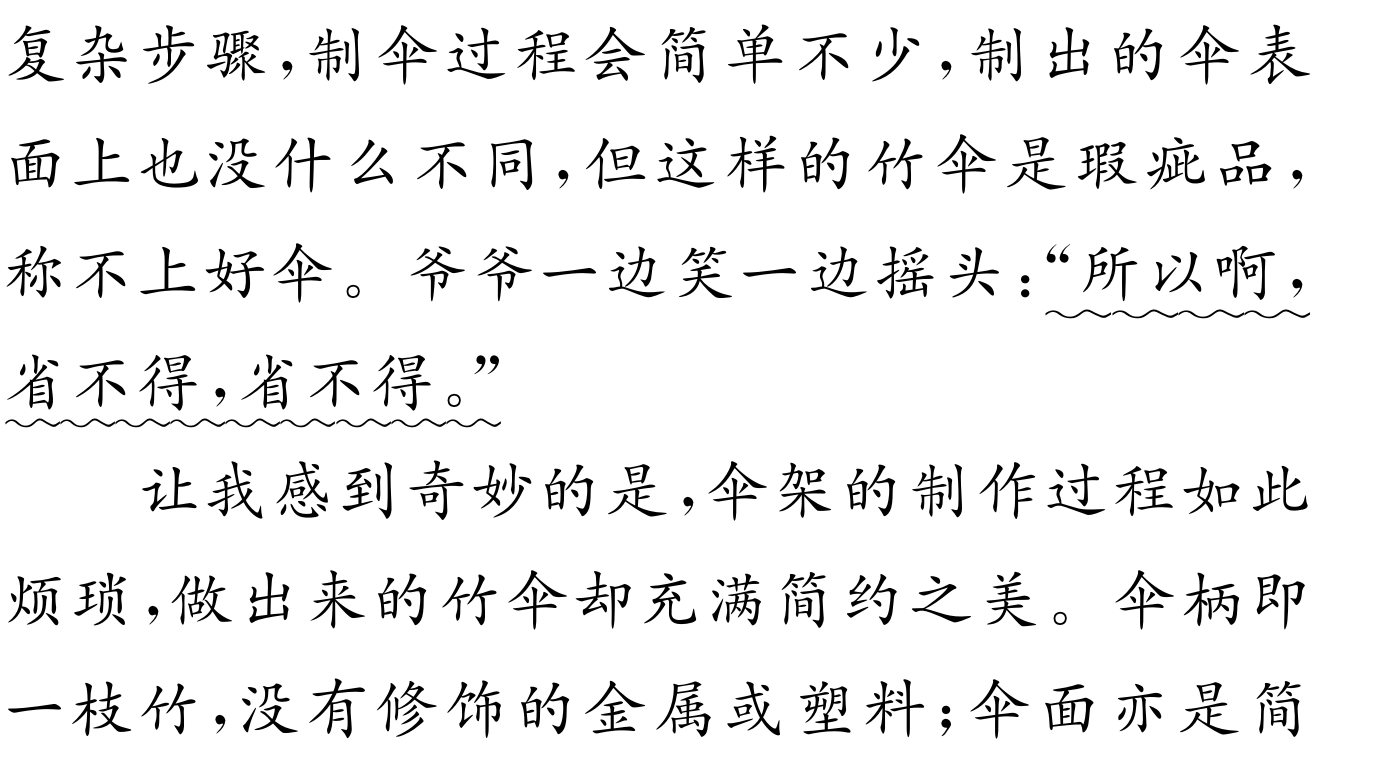 复杂步骤，制伞过程会简单不少，制出的伞表
面上也没什么不同，但这样的竹伞是瑕疵品，
称不上好伞。爷爷一边笑一边摇头：“所以啊，
省不得，省不得。”
让我感到奇妙的是，伞架的制作过程如此
烦琐，做出来的竹伞却充满简约之美。伞柄即
一枝竹，没有修饰的金属或塑料；伞面亦是简